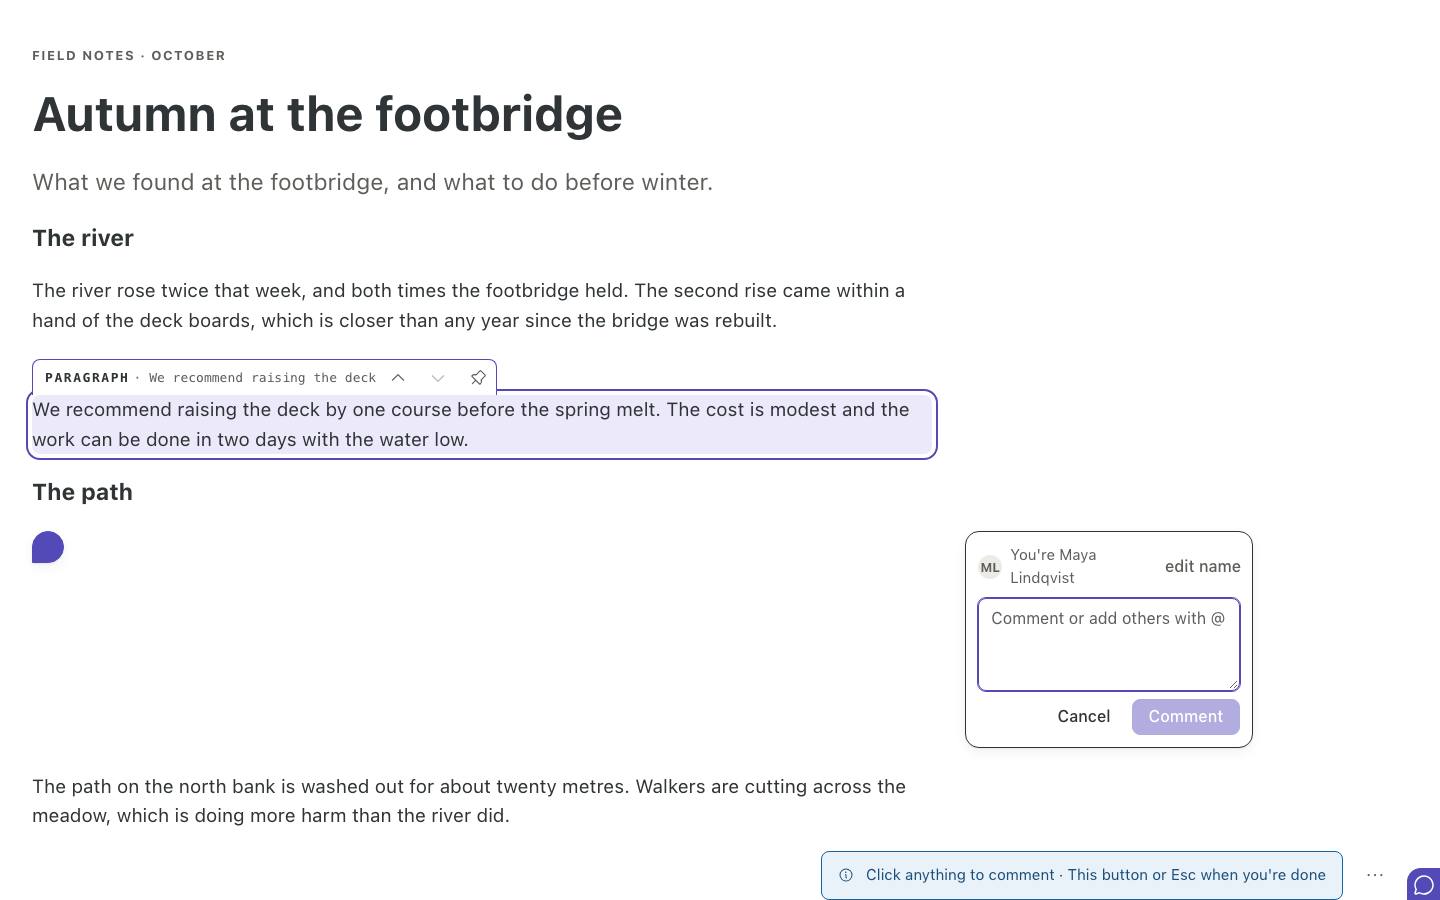 FIELD NOTES · OCTOBER
Autumn at the footbridge
What we found at the footbridge, and what to do before winter.
The river
The river rose twice that week, and both times the footbridge held. The second rise came within a
hand of the deck boards, which is closer than any year since the bridge was rebuilt.
PARAGRAPH · We recommend raising the deck
We recommend raising the deck by one course before the spring melt. The cost is modest and the
work can be done in two days with the water low.
The path
ML
You're Maya
Lindqvist
edit name
Comment or add others with @
Cancel
Comment
The path on the north bank is washed out for about twenty metres. Walkers are cutting across the
meadow, which is doing more harm than the river did.
Click anything to comment · This button or Esc when you're done
···